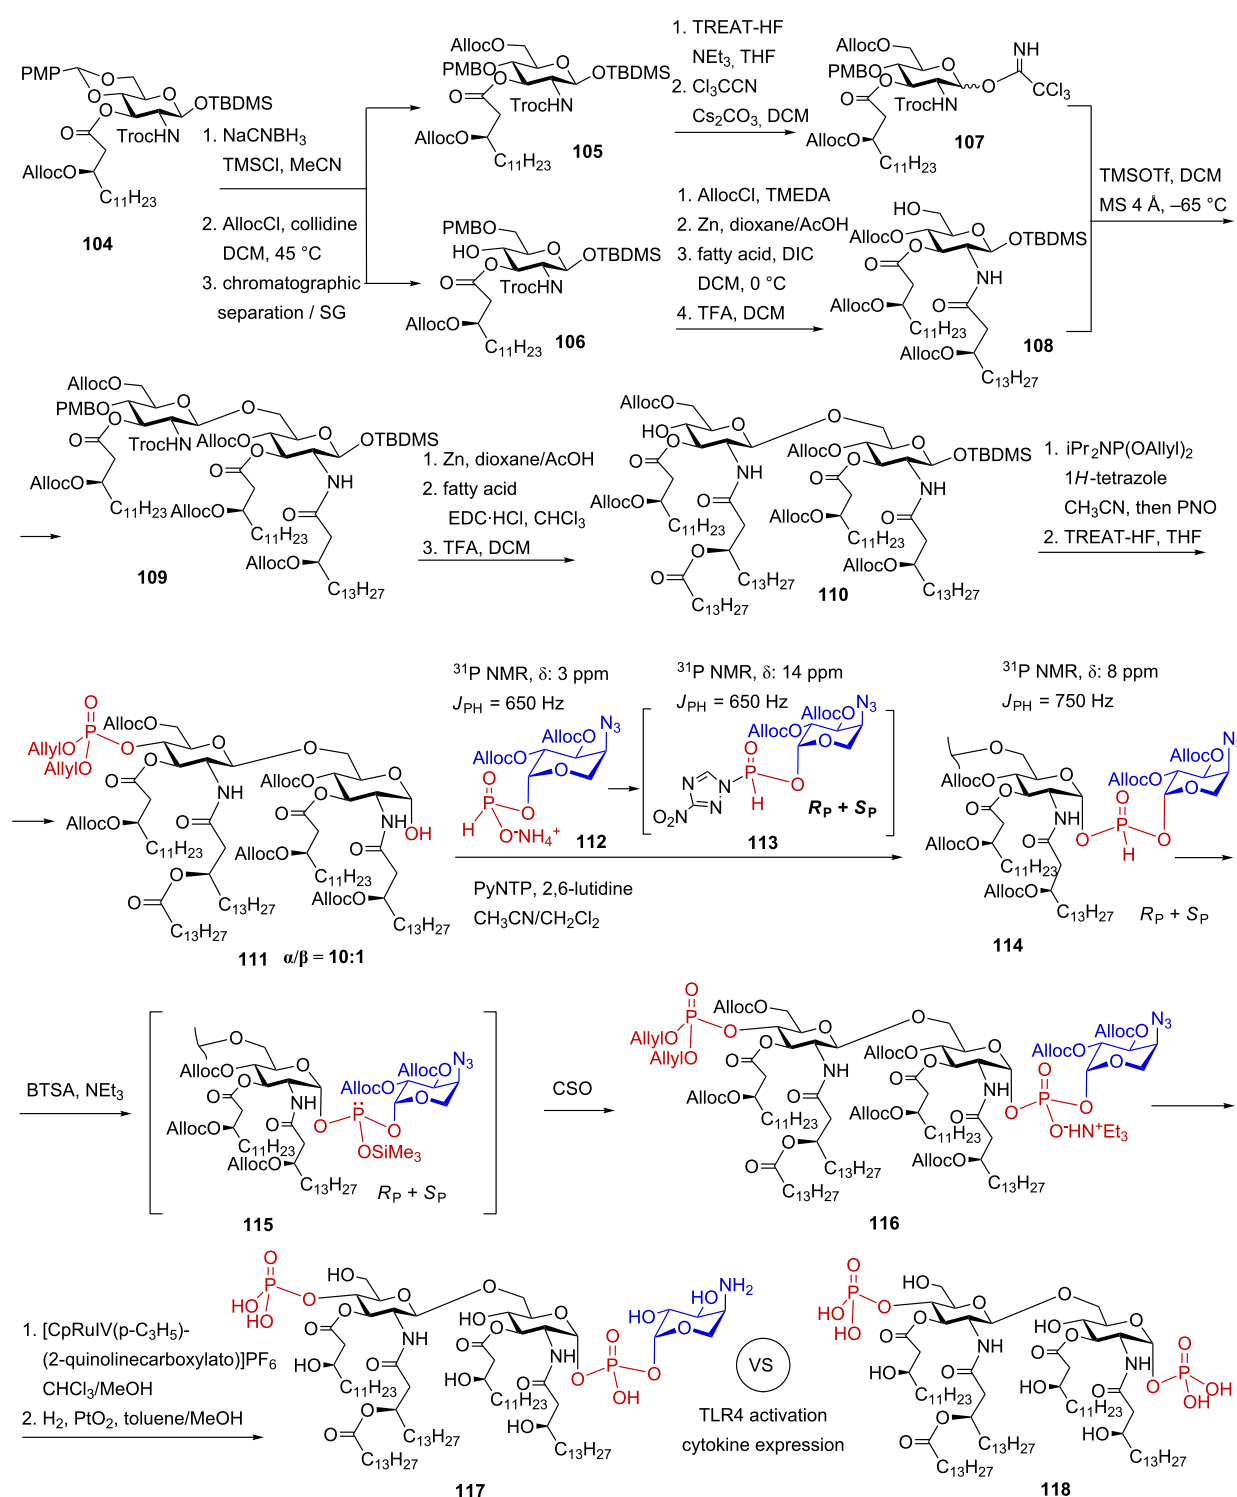 PMP
O
O
O
OTBDMS
O
O
TrocHN
AllocO
C11H23
104
1. NaCNBH3
TMSCl, MeCN
2. AllocCl, collidine
DCM, 45 °C
3. chromatographic
separation / SG
AllocO
PMBO
O
OTBDMS
O
O
TrocHN
AllocO
C11H23
105
PMBO
HO
O
OTBDMS
O
O
TrocHN
AllocO
C11H23
106
1. TREAT-HF
NEt3, THF
2. Cl3CCN
Cs2CO3, DCM
1. AllocCl, TMEDA
2. Zn, dioxane/AcOH
3. fatty acid, DIC
DCM, 0 °C
4. TFA, DCM
AllocO
PMBO
O
O
NH
CCl3
O
O
TrocHN
AllocO
C11H23
107
HO
AllocO
O
OTBDMS
O
O
NH
O
AllocO
C11H23
AllocO
C13H27
108
TMSOTf, DCM
MS 4 Å, –65 °C
AllocO
PMBO
O
O
O
O
TrocHN
AllocO
O
OTBDMS
O
O
NH
AllocO
C11H23
AllocO
C11H23
O
AllocO
C13H27
109
1. Zn, dioxane/AcOH
2. fatty acid
EDC·HCl, CHCl3
3. TFA, DCM
AllocO
HO
O
O
O
O
NH
AllocO
O
OTBDMS
O
O
NH
AllocO
C11H23
O
AllocO
C11H23
O
O
O
C13H27
C13H27
AllocO
C13H27
110
1. iPr2NP(OAllyl)2
1H-tetrazole
CH3CN, then PNO
2. TREAT-HF, THF
O
P
AllylO
AllylO
O
AllocO
O
O
O
O
NH
AllocO
O
O
O
NH
OH
AllocO
C11H23
O
AllocO
C11H23
O
O
O
C13H27
C13H27
AllocO
C13H27
111 α/β = 10:1
31P NMR, δ: 3 ppm
JPH = 650 Hz
N3
AllocO
AllocO
O
O
P
H
O
O-NH4+
112
31P NMR, δ: 14 ppm
JPH = 650 Hz
N3
AllocO
AllocO
O
O
P
H
O
N
N
N
O2N
RP + SP
113
PyNTP, 2,6-lutidine
CH3CN/CH2Cl2
31P NMR, δ: 8 ppm
JPH = 750 Hz
O
AllocO
O
O
O
NH
O
O
P
H
O
N3
AllocO
AllocO
O
AllocO
C11H23
O
AllocO
C13H27
RP + SP
114
BTSA, NEt3
O
AllocO
O
O
O
NH
O
P
OSiMe3
O
N3
AllocO
AllocO
O
AllocO
C11H23
O
AllocO
C13H27
RP + SP
115
CSO
O
P
AllylO
AllylO
O
AllocO
O
O
O
O
NH
AllocO
O
O
O
NH
O
O
P
O-HN+Et3
O
N3
AllocO
AllocO
O
AllocO
C11H23
O
AllocO
C11H23
O
O
O
C13H27
C13H27
AllocO
C13H27
116
1. [CpRuIV(p-C3H5)-
(2-quinolinecarboxylato)]PF6
CHCl3/MeOH
2. H2, PtO2, toluene/MeOH
O
P
HO
HO
O
HO
O
O
O
O
NH
HO
O
O
O
NH
O
O
P
OH
O
NH2
HO
HO
O
HO
C11H23
O
HO
C11H23
O
O
O
C13H27
C13H27
HO
C13H27
117
VS
TLR4 activation
cytokine expression
O
P
HO
HO
O
HO
O
O
O
O
NH
HO
O
O
O
NH
O
O
P
OH
OH
HO
C11H23
O
HO
C11H23
O
O
O
C13H27
C13H27
HO
C13H27
118